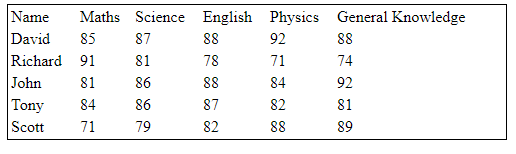 Name Maths Science English Physics General Knowledge
David 85 87 88 92 88
Richard 91 81 78 71 74
John 81 86 88 84 92
Tony 84 86 87 82 81
Scott 71 79 82 88 89